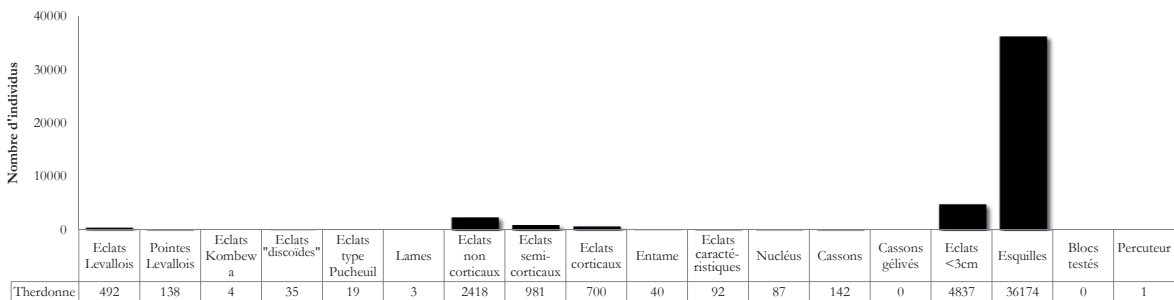 40000
30000
20000
10000
0
Nombre d'individus
Eclats Levallois
Pointes Levallois
Eclats Kombewa
Eclats "discoïdes"
Eclats type Pucheuil
Lames
Eclats non corticaux
Eclats semi-corticaux
Eclats corticaux
Entame
Eclats caracté-ristiques
Nucléus
Cassons
Cassons gélivés
Eclats <3cm
Esquilles
Blocs testés
Percuteur
Therdonne 492 138 4 35 19 3 2418 981 700 40 92 87 142 0 4837 36174 0 1